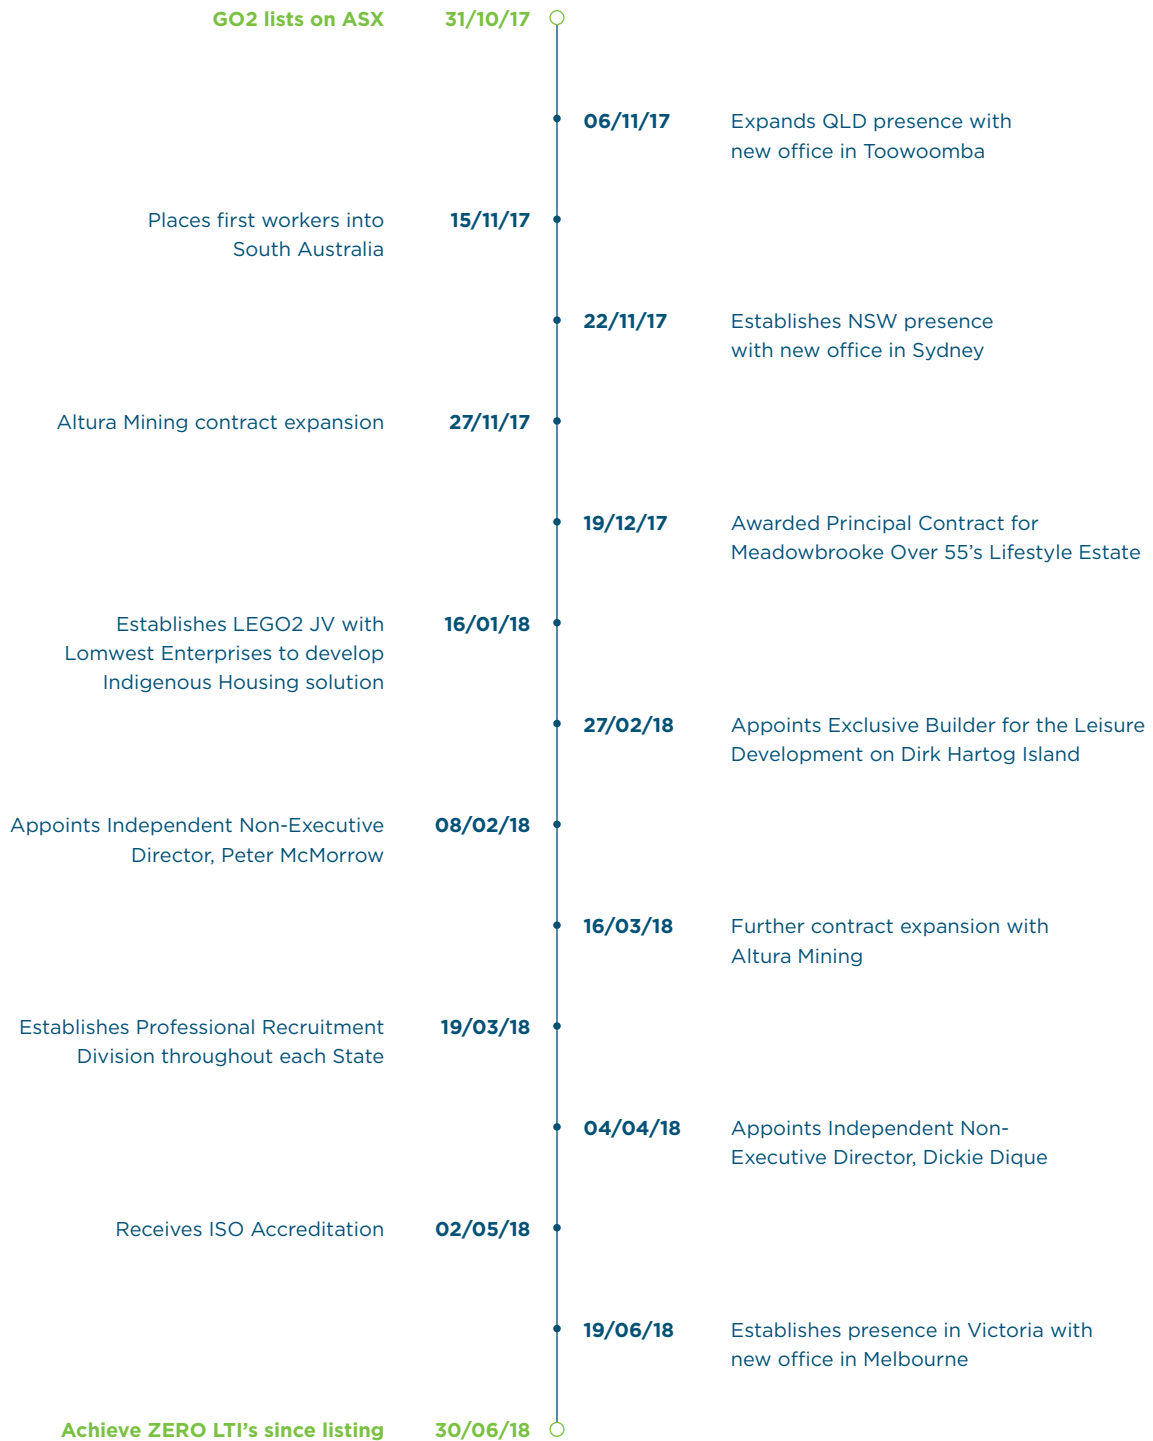 GO2 lists on ASX 31/10/17
06/11/17 Expands QLD presence with
new office in Toowoomba
Places first workers into 15/11/17
South Australia
22/11/17 Establishes NSW presence
with new office in Sydney
Altura Mining contract expansion 27/11/17
19/12/17 Awarded Principal Contract for
Meadowbrooke Over 55’s Lifestyle Estate
Establishes LEGO2 JV with 16/01/18
Lomwest Enterprises to develop
Indigenous Housing solution
27/02/18 Appoints Exclusive Builder for the Leisure
Development on Dirk Hartog Island
Appoints Independent Non-Executive 08/02/18
Director, Peter McMorrow
16/03/18 Further contract expansion with
Altura Mining
Establishes Professional Recruitment 19/03/18
Division throughout each State
04/04/18 Appoints Independent Non-
Executive Director, Dickie Dique
Receives ISO Accreditation 02/05/18
19/06/18 Establishes presence in Victoria with
new office in Melbourne
Achieve ZERO LTI’s since listing 30/06/18